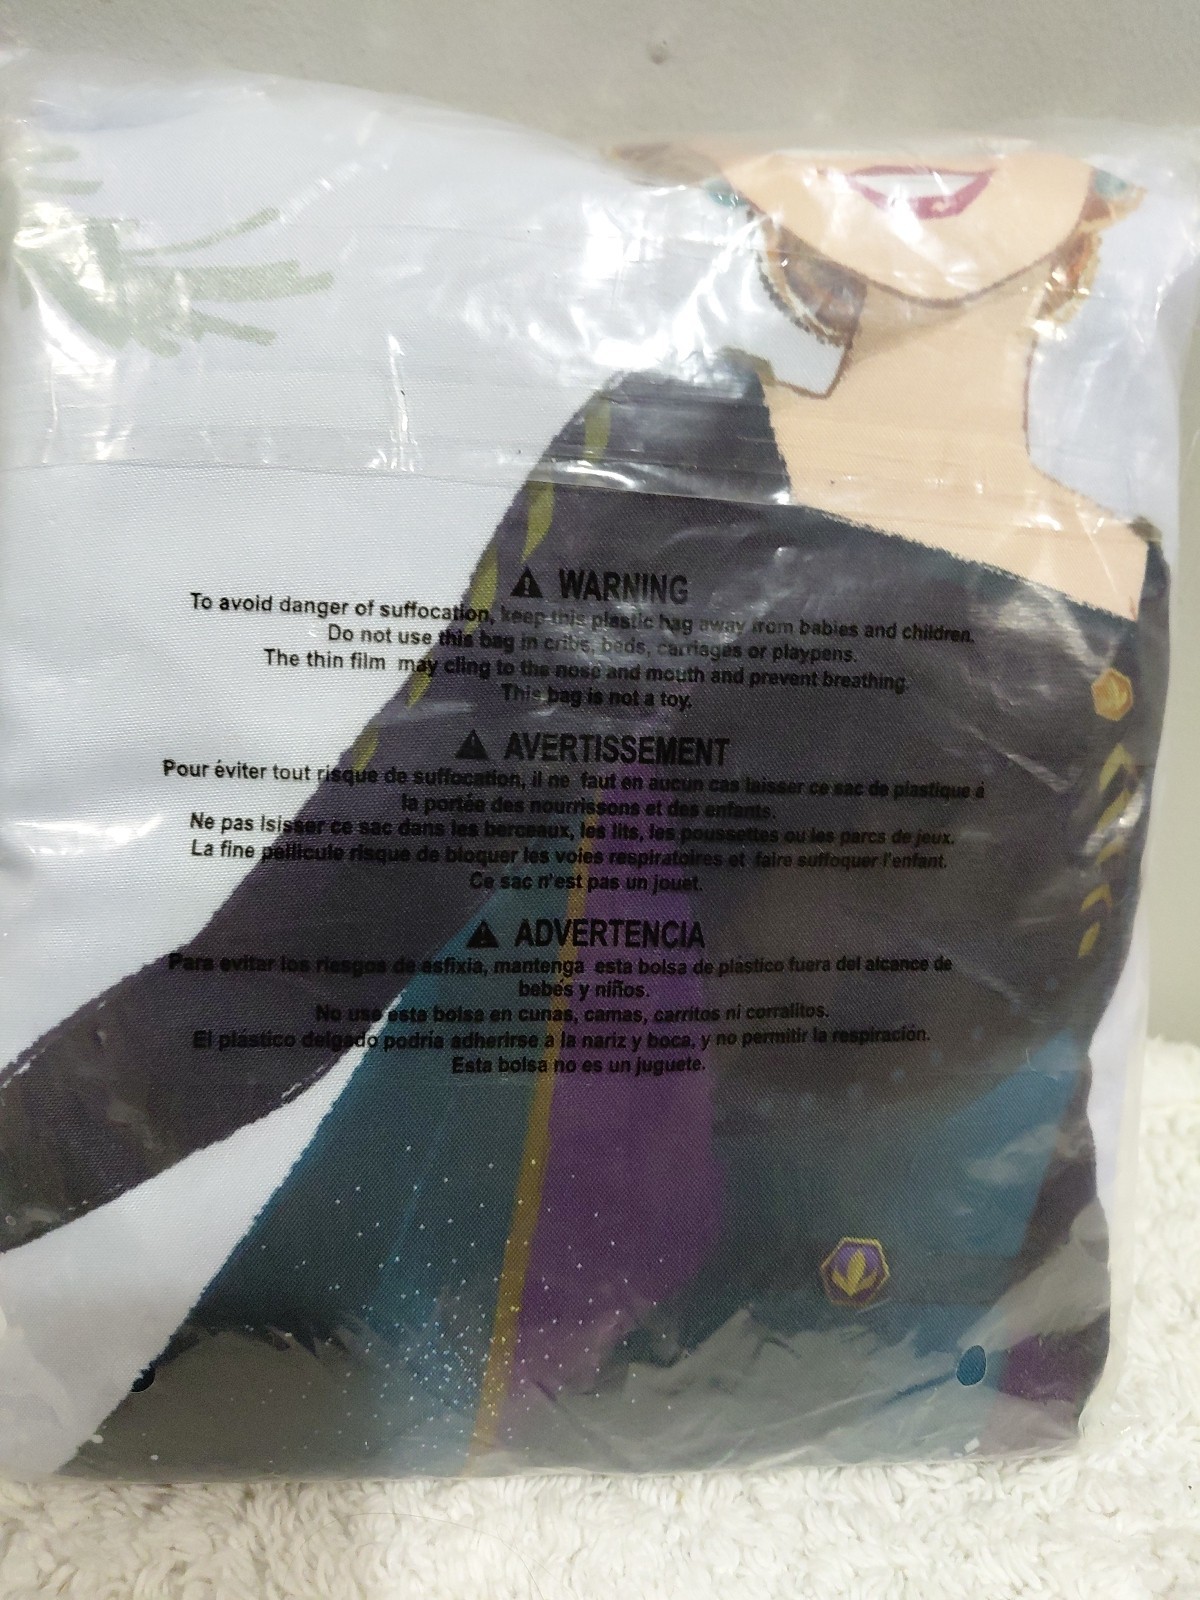 ⚠ WARNING
To avoid danger of suffocation, keep this plastic bag away from babies and children.
Do not use this bag in cribs, beds, carriages or playpens.
The thin film may cling to the nose and mouth and prevent breathing.
This bag is not a toy.
⚠ AVERTISSEMENT
Pour éviter tout risque de suffocation, il ne faut en aucun cas laisser ce sac de plastique á
la portée des nourrissons et des enfants.
Ne pas lsisser ce sac dans les berceaux, les lits, les poussettes ou les parcs de jeux.
La fine pellicule risque de bloquer les voies respiratoires et faire suffoquer l'enfant.
Ce sac n'est pas un jouet.
⚠ ADVERTENCIA
Para evitar los riesgos de asfixia, mantenga esta bolsa de plástico fuera del alcance de
bebés y niños.
No use esta bolsa en cunas, camas, carritos ni corralitos.
El plástico delgado podría adherirse a la nariz y boca, y no permitir la respiración.
Esta bolsa no es un juguete.